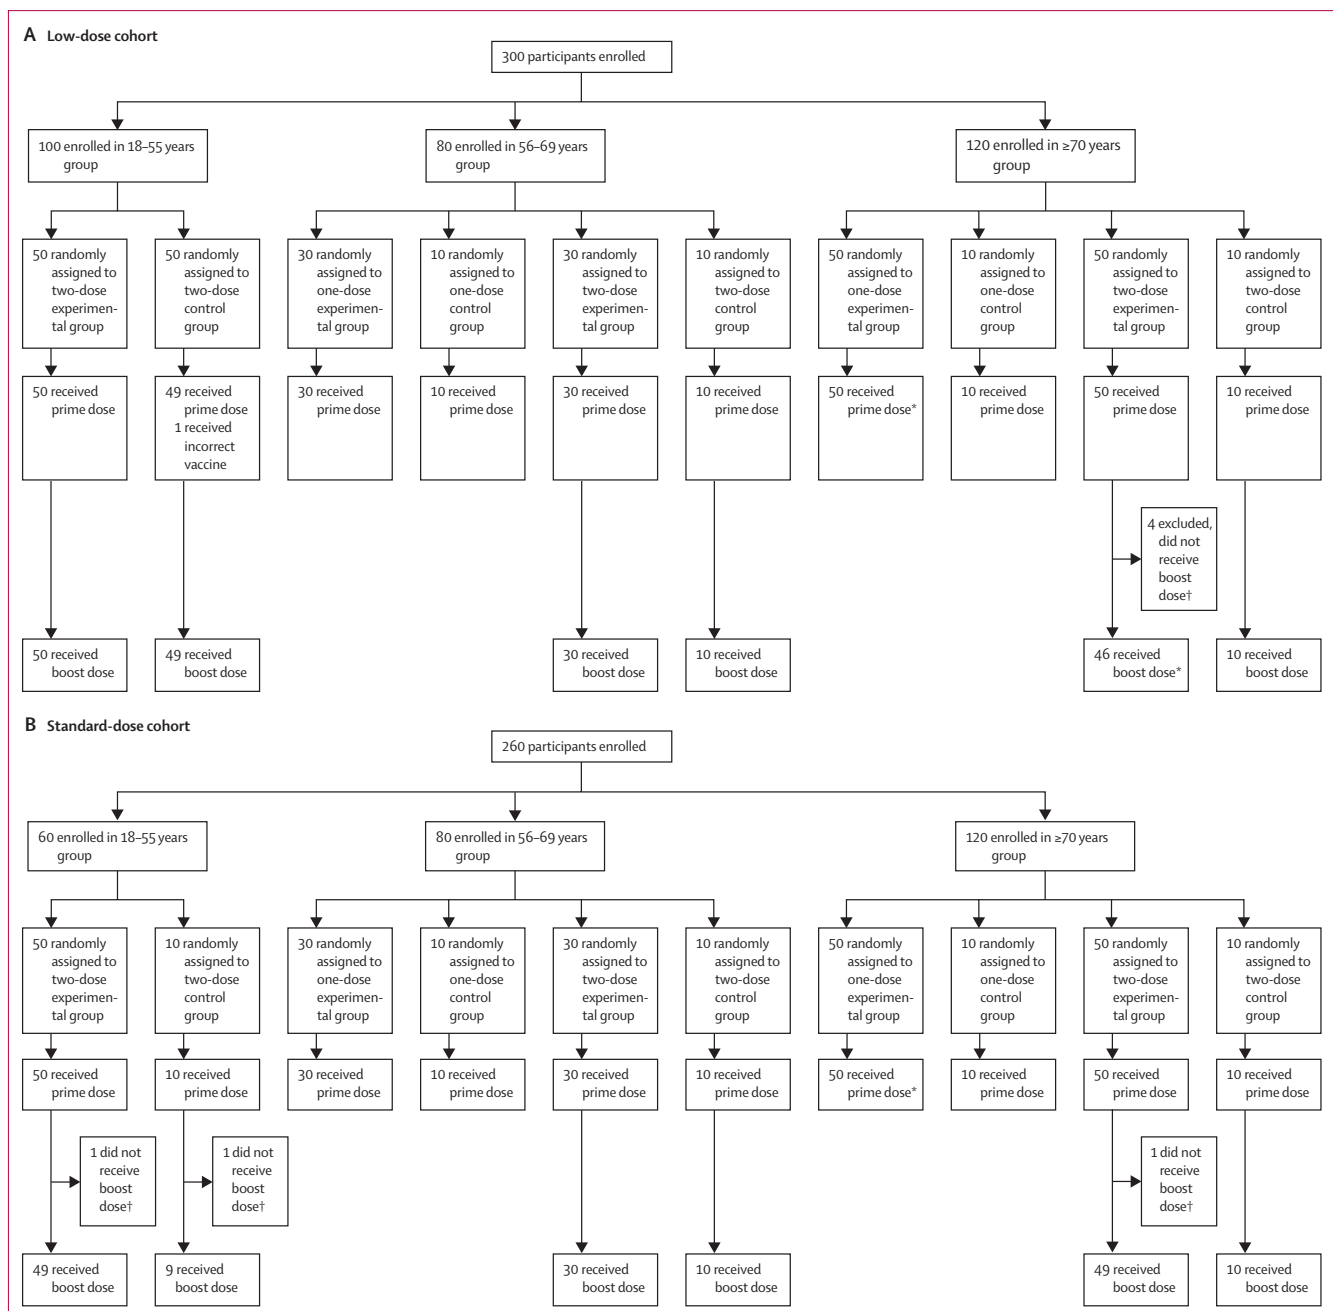 A Low-dose cohort
300 participants enrolled
100 enrolled in 18–55 years
group
80 enrolled in 56–69 years
group
120 enrolled in ≥70 years
group
50 randomly
assigned to
two-dose
experimen-
tal group
50 randomly
assigned to
two-dose
control
group
30 randomly
assigned to
one-dose
experimen-
tal group
10 randomly
assigned to
one-dose
control
group
30 randomly
assigned to
two-dose
experimen-
tal group
10 randomly
assigned to
two-dose
control
group
50 randomly
assigned to
one-dose
experimen-
tal group
10 randomly
assigned to
one-dose
control
group
50 randomly
assigned to
two-dose
experimen-
tal group
10 randomly
assigned to
two-dose
control
group
50 received
prime dose
49 received
prime dose
1 received
incorrect
vaccine
30 received
prime dose
10 received
prime dose
30 received
prime dose
10 received
prime dose
50 received
prime dose*
10 received
prime dose
50 received
prime dose
10 received
prime dose
4 excluded,
did not
receive
boost
dose†
50 received
boost dose
49 received
boost dose
30 received
boost dose
10 received
boost dose
46 received
boost dose*
10 received
boost dose
B Standard-dose cohort
260 participants enrolled
60 enrolled in 18–55 years
group
80 enrolled in 56–69 years
group
120 enrolled in ≥70 years
group
50 randomly
assigned to
two-dose
experimen-
tal group
10 randomly
assigned to
two-dose
control
group
30 randomly
assigned to
one-dose
experimen-
tal group
10 randomly
assigned to
one-dose
control
group
30 randomly
assigned to
two-dose
experimen-
tal group
10 randomly
assigned to
two-dose
control
group
50 randomly
assigned to
one-dose
experimen-
tal group
10 randomly
assigned to
one-dose
control
group
50 randomly
assigned to
two-dose
experimen-
tal group
10 randomly
assigned to
two-dose
control
group
50 received
prime dose
10 received
prime dose
30 received
prime dose
10 received
prime dose
30 received
prime dose
10 received
prime dose
50 received
prime dose*
10 received
prime dose
50 received
prime dose
10 received
prime dose
1 did not
receive
boost
dose†
1 did not
receive
boost
dose†
1 did not
receive
boost
dose†
49 received
boost dose
9 received
boost dose
30 received
boost dose
10 received
boost dose
49 received
boost dose
10 received
boost dose